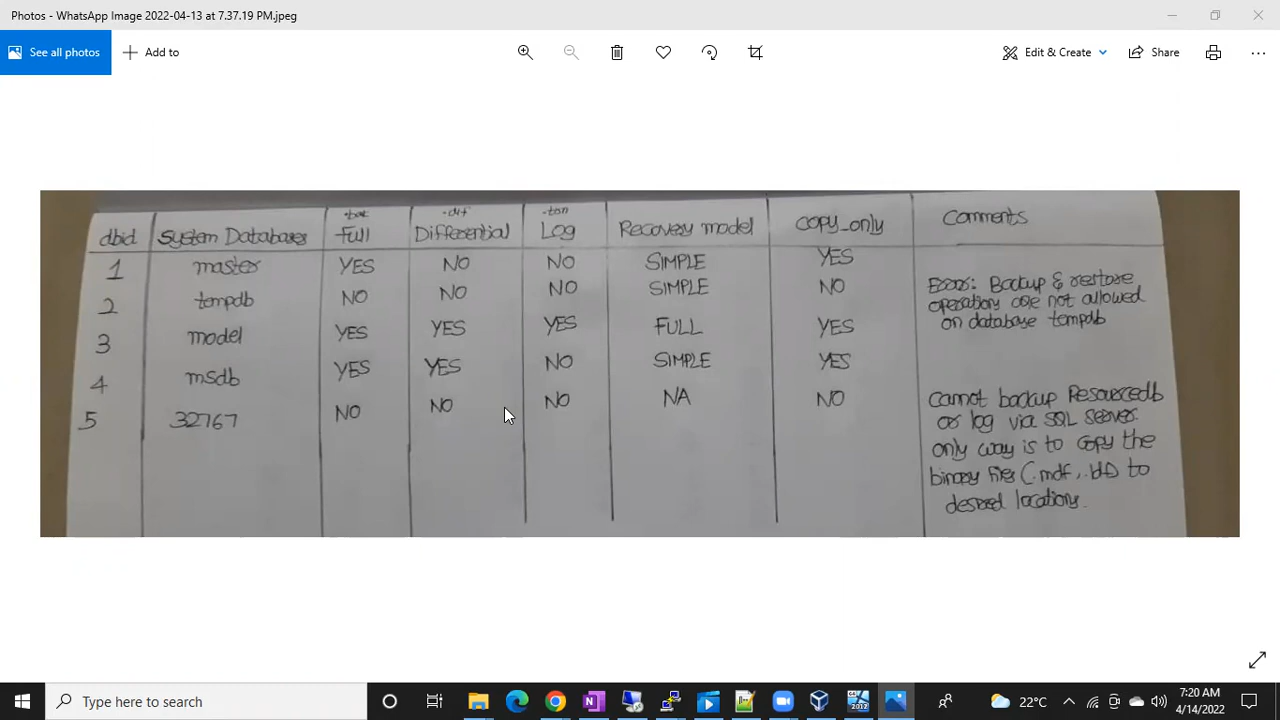 Photos - WhatsApp Image 2022-04-13 at 7.37.19 PM.jpeg
See all photos
Add to
Edit & Create
Share
.bak .dif .trn
dbid System Databases Full Differential Log Recovery model Copy_only Comments
1 master YES NO NO SIMPLE YES
2 tempdb NO NO NO SIMPLE NO Error: Backup & restore
operations are not allowed
on database tempdb
3 model YES YES YES FULL YES
4 msdb YES YES NO SIMPLE YES
5 32767 NO NO NO NA NO Cannot backup Resourcedb
or log via SQL server.
only way is to copy the
binary files (.mdf, .ldf) to
desired locations.
Type here to search
22°C
7:20 AM
4/14/2022